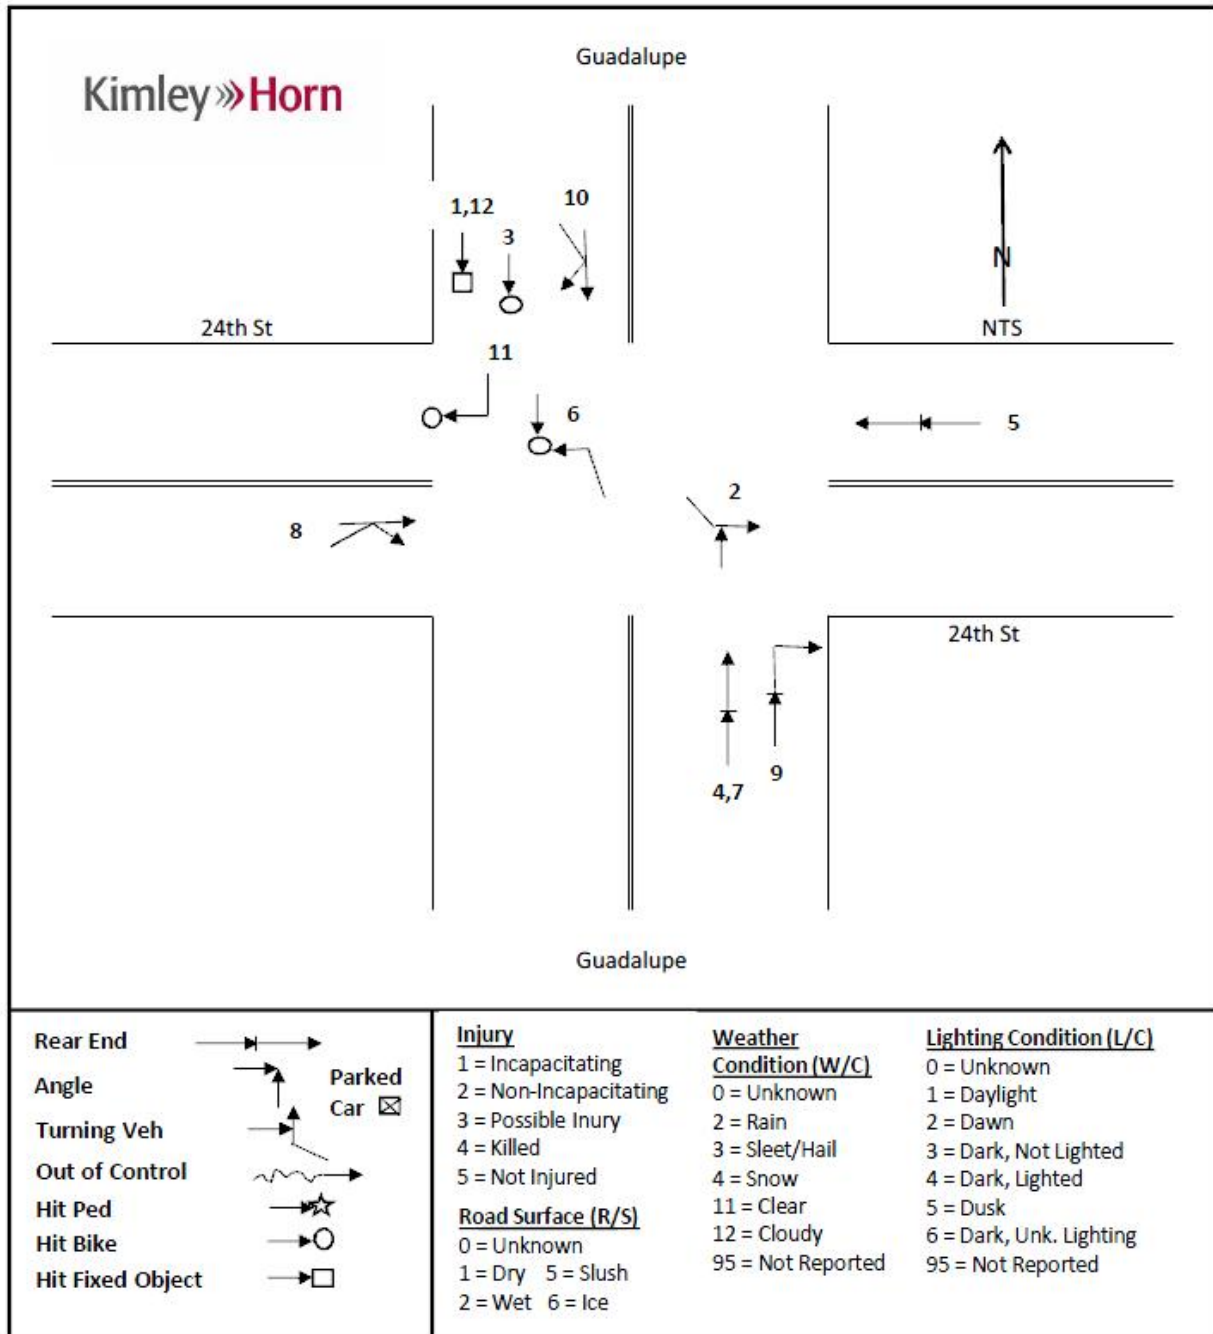 Guadalupe
Kimley»Horn
10
1,12
3
N
24th St
NTS
11
6
5
2
8
24th St
9
4,7
Guadalupe
Rear End
Angle
Parked
Car
Turning Veh
Out of Control
Hit Ped
Hit Bike
Hit Fixed Object
Injury
1 = Incapacitating
2 = Non-Incapacitating
3 = Possible Inury
4 = Killed
5 = Not Injured
Road Surface (R/S)
0 = Unknown
1 = Dry 5 = Slush
2 = Wet 6 = Ice
Weather
Condition (W/C)
0 = Unknown
2 = Rain
3 = Sleet/Hail
4 = Snow
11 = Clear
12 = Cloudy
95 = Not Reported
Lighting Condition (L/C)
0 = Unknown
1 = Daylight
2 = Dawn
3 = Dark, Not Lighted
4 = Dark, Lighted
5 = Dusk
6 = Dark, Unk. Lighting
95 = Not Reported